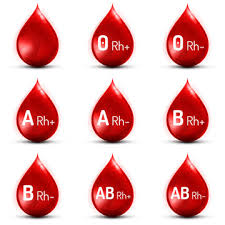 0 Rh+
0 Rh-
A Rh+
A Rh-
B Rh+
B Rh-
AB Rh+
AB Rh-